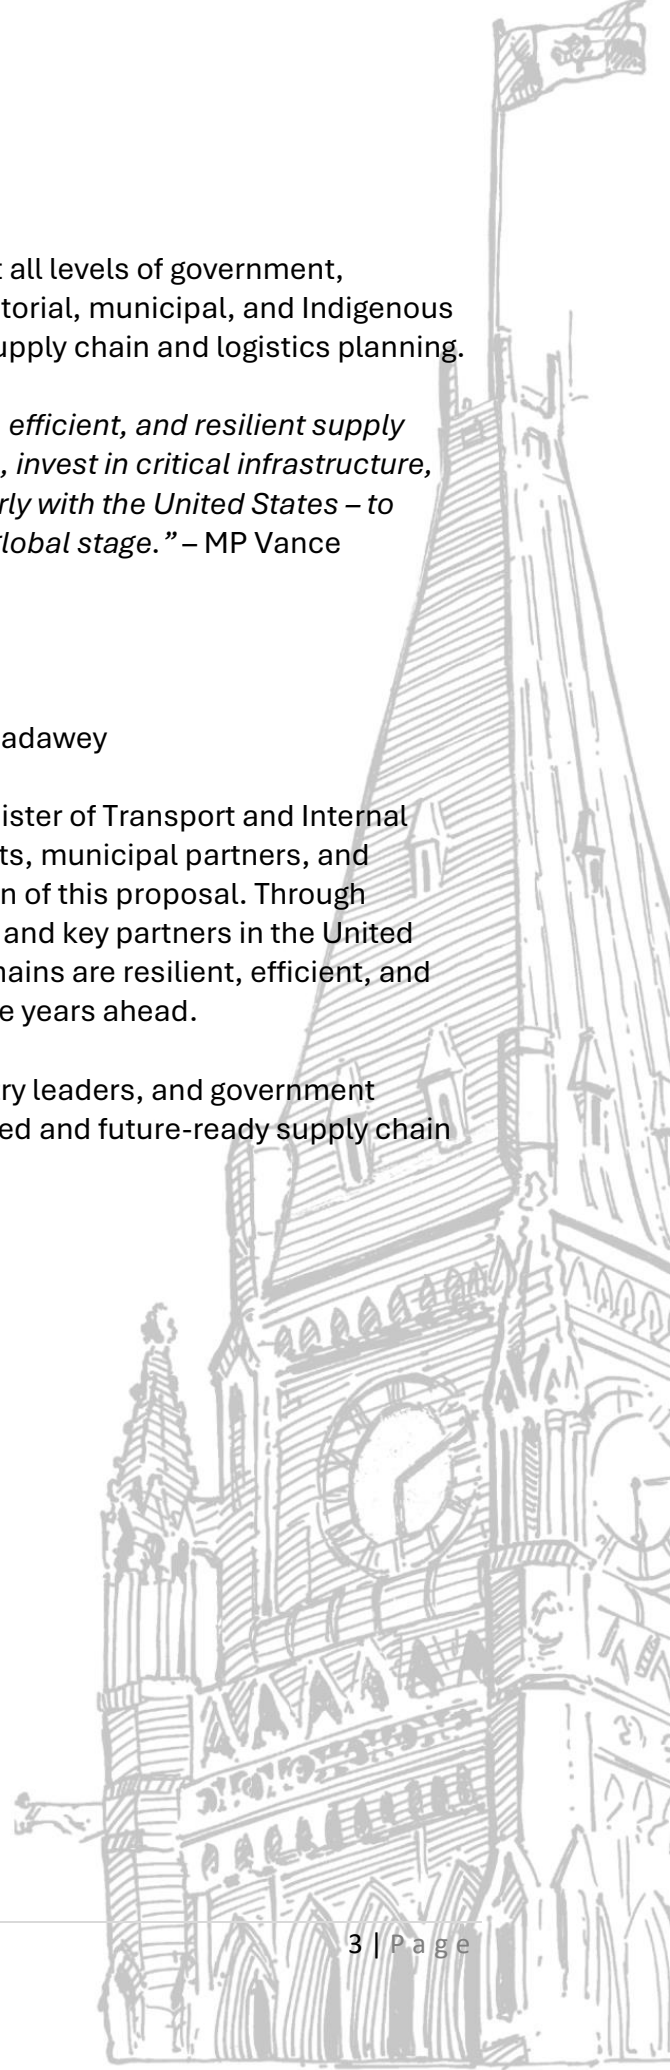 t all levels of government,
torial, municipal, and Indigenous
upply chain and logistics planning.
efficient, and resilient supply
, invest in critical infrastructure,
rly with the United States – to
lobal stage.” – MP Vance
adawey
ister of Transport and Internal
ts, municipal partners, and
n of this proposal. Through
and key partners in the United
hains are resilient, efficient, and
e years ahead.
ry leaders, and government
ed and future-ready supply chain
3 | Page